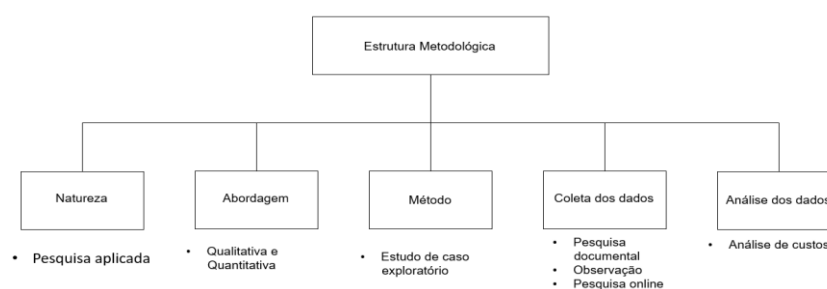 Estrutura Metodológica
Natureza
Abordagem
Método
Coleta dos dados
Análise dos dados
• Pesquisa aplicada
• Qualitativa e
Quantitativa
• Estudo de caso
exploratório
• Pesquisa
documental
• Observação
• Pesquisa online
• Análise de custos